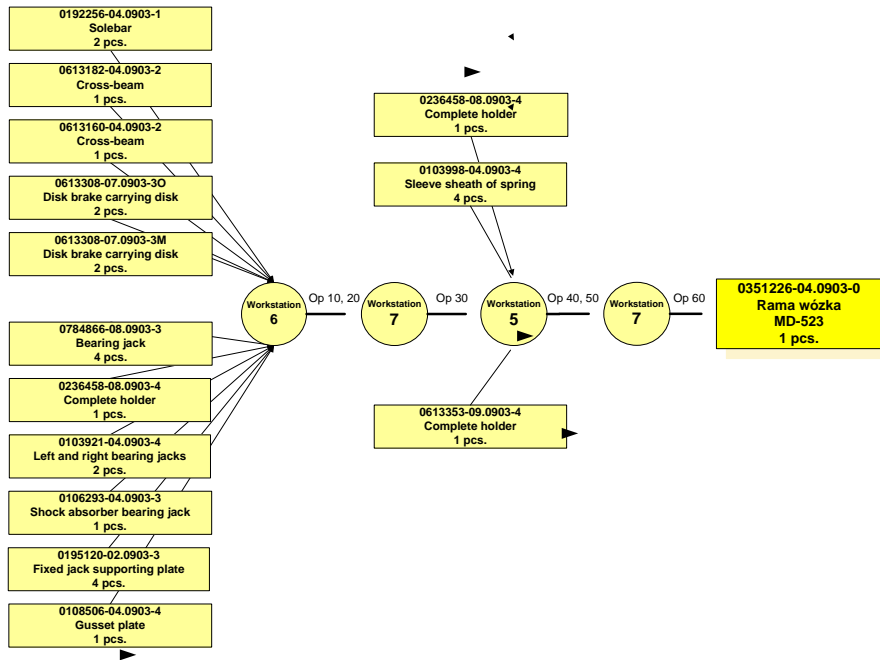 0192256-04.0903-1
Solebar
2 pcs.
0613182-04.0903-2
Cross-beam
1 pcs.
0613160-04.0903-2
Cross-beam
1 pcs.
0613308-07.0903-3O
Disk brake carrying disk
2 pcs.
0613308-07.0903-3M
Disk brake carrying disk
2 pcs.
0784866-08.0903-3
Bearing jack
4 pcs.
0236458-08.0903-4
Complete holder
1 pcs.
0103921-04.0903-4
Left and right bearing jacks
2 pcs.
0106293-04.0903-3
Shock absorber bearing jack
1 pcs.
0195120-02.0903-3
Fixed jack supporting plate
4 pcs.
0108506-04.0903-4
Gusset plate
1 pcs.
Workstation
6
Op 10, 20
Workstation
7
Op 30
0236458-08.0903-4
Complete holder
1 pcs.
0103998-04.0903-4
Sleeve sheath of spring
4 pcs.
Workstation
5
0613353-09.0903-4
Complete holder
1 pcs.
Op 40, 50
Workstation
7
Op 60
0351226-04.0903-0
Rama wózka
MD-523
1 pcs.